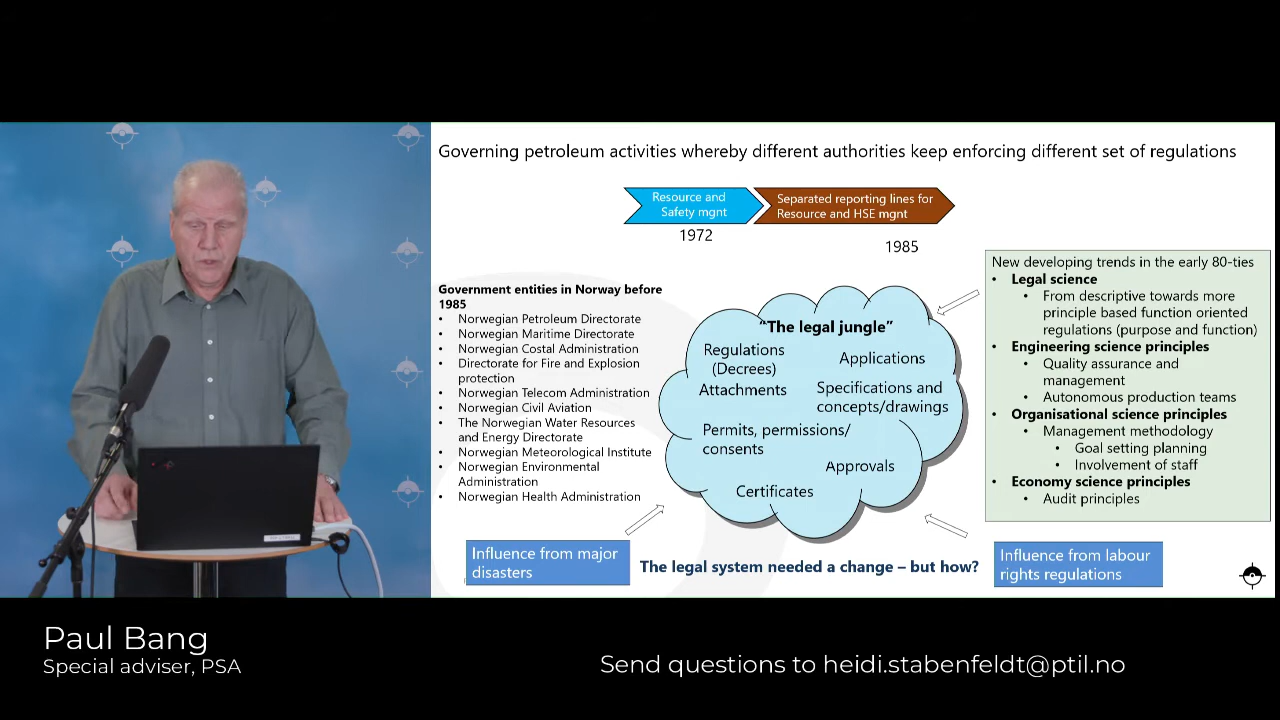 Governing petroleum activities whereby different authorities keep enforcing different set of regulations
Resource and
Safety mgnt
Separated reporting lines for
Resource and HSE mgnt
1972
1985
Government entities in Norway before
1985
• Norwegian Petroleum Directorate
• Norwegian Maritime Directorate
• Norwegian Costal Administration
• Directorate for Fire and Explosion
protection
• Norwegian Telecom Administration
• Norwegian Civil Aviation
• The Norwegian Water Resources
and Energy Directorate
• Norwegian Meteorological Institute
• Norwegian Environmental
Administration
• Norwegian Health Administration
"The legal jungle"
Regulations
(Decrees)
Applications
Attachments
Specifications and
concepts/drawings
Permits, permissions/
consents
Approvals
Certificates
New developing trends in the early 80-ties
• Legal science
• From descriptive towards more
principle based function oriented
regulations (purpose and function)
• Engineering science principles
• Quality assurance and
management
• Autonomous production teams
• Organisational science principles
• Management methodology
• Goal setting planning
• Involvement of staff
• Economy science principles
• Audit principles
Influence from major
disasters
The legal system needed a change – but how?
Influence from labour
rights regulations
Paul Bang
Special adviser, PSA
Send questions to heidi.stabenfeldt@ptil.no